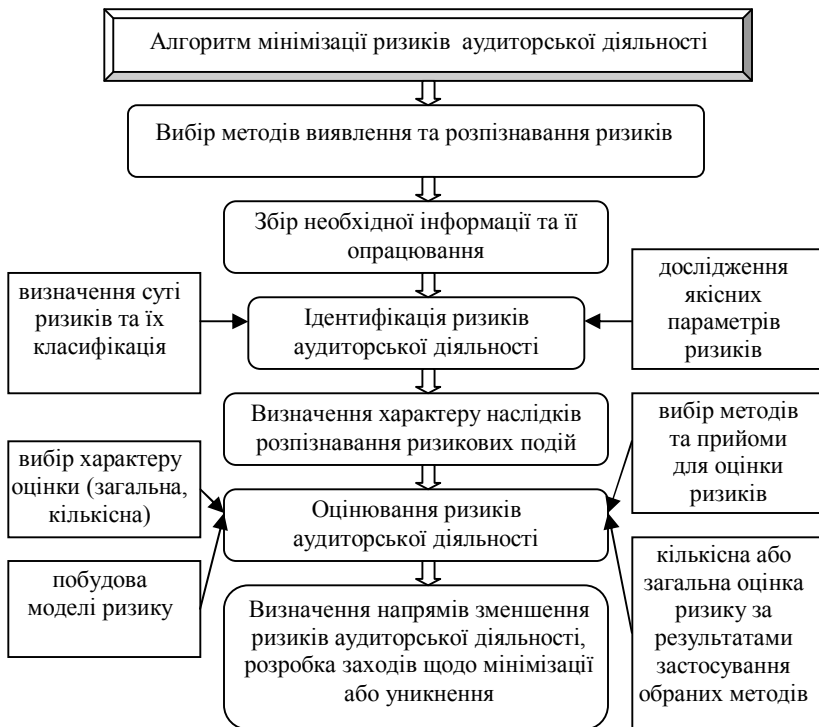 Алгоритм мінімізації ризиків аудиторської діяльності
Вибір методів виявлення та розпізнавання ризиків
Збір необхідної інформації та її
опрацювання
визначення суті
ризиків та їх
класифікація
Ідентифікація ризиків
аудиторської діяльності
дослідження
якісних
параметрів
ризиків
Визначення характеру наслідків
розпізнавання ризикових подій
вибір характеру
оцінки (загальна,
кількісна)
вибір методів
та прийоми
для оцінки
ризиків
Оцінювання ризиків
аудиторської діяльності
побудова
моделі ризику
кількісна або
загальна оцінка
ризику за
результатами
застосування
обраних методів
Визначення напрямів зменшення
ризиків аудиторської діяльності,
розробка заходів щодо мінімізації
або уникнення